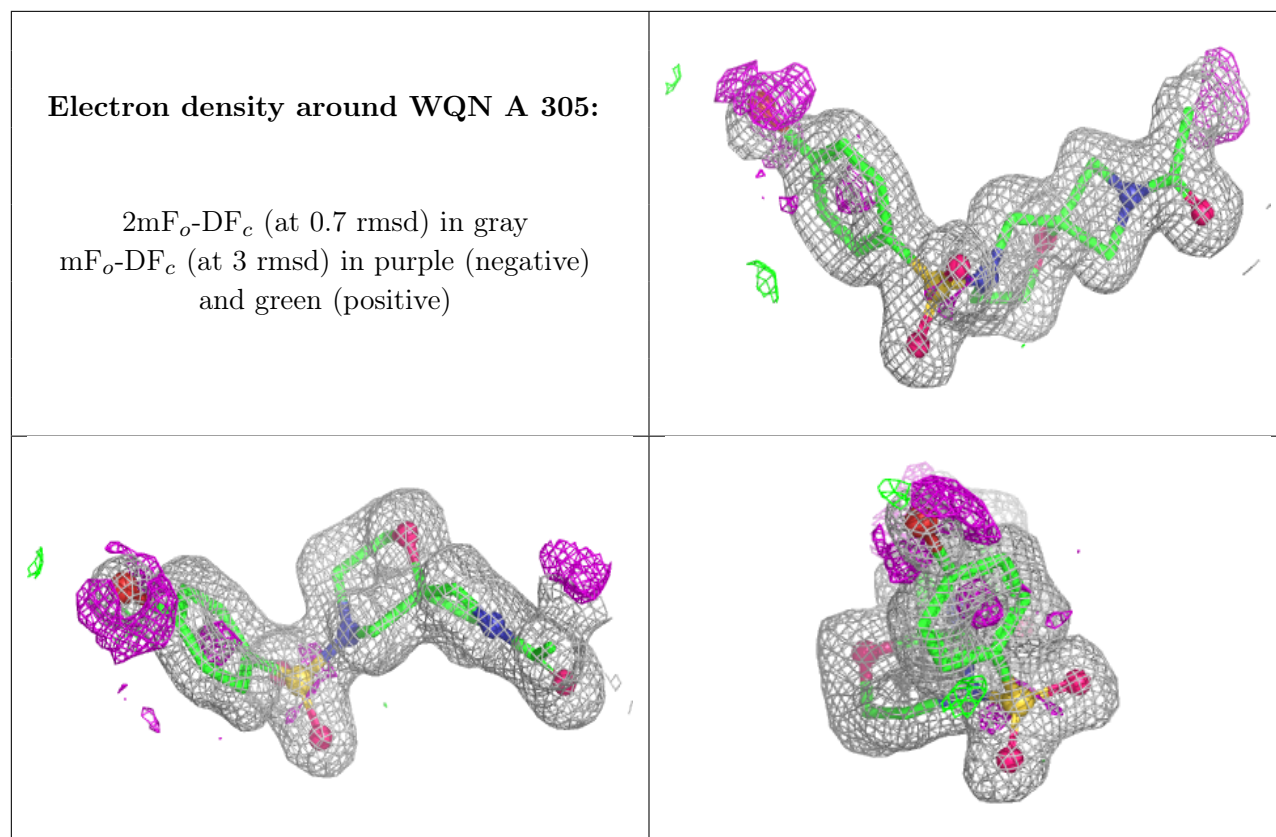 Electron density around WQN A 305:
2mFo-DFc (at 0.7 rmsd) in gray
mFo-DFc (at 3 rmsd) in purple (negative)
and green (positive)